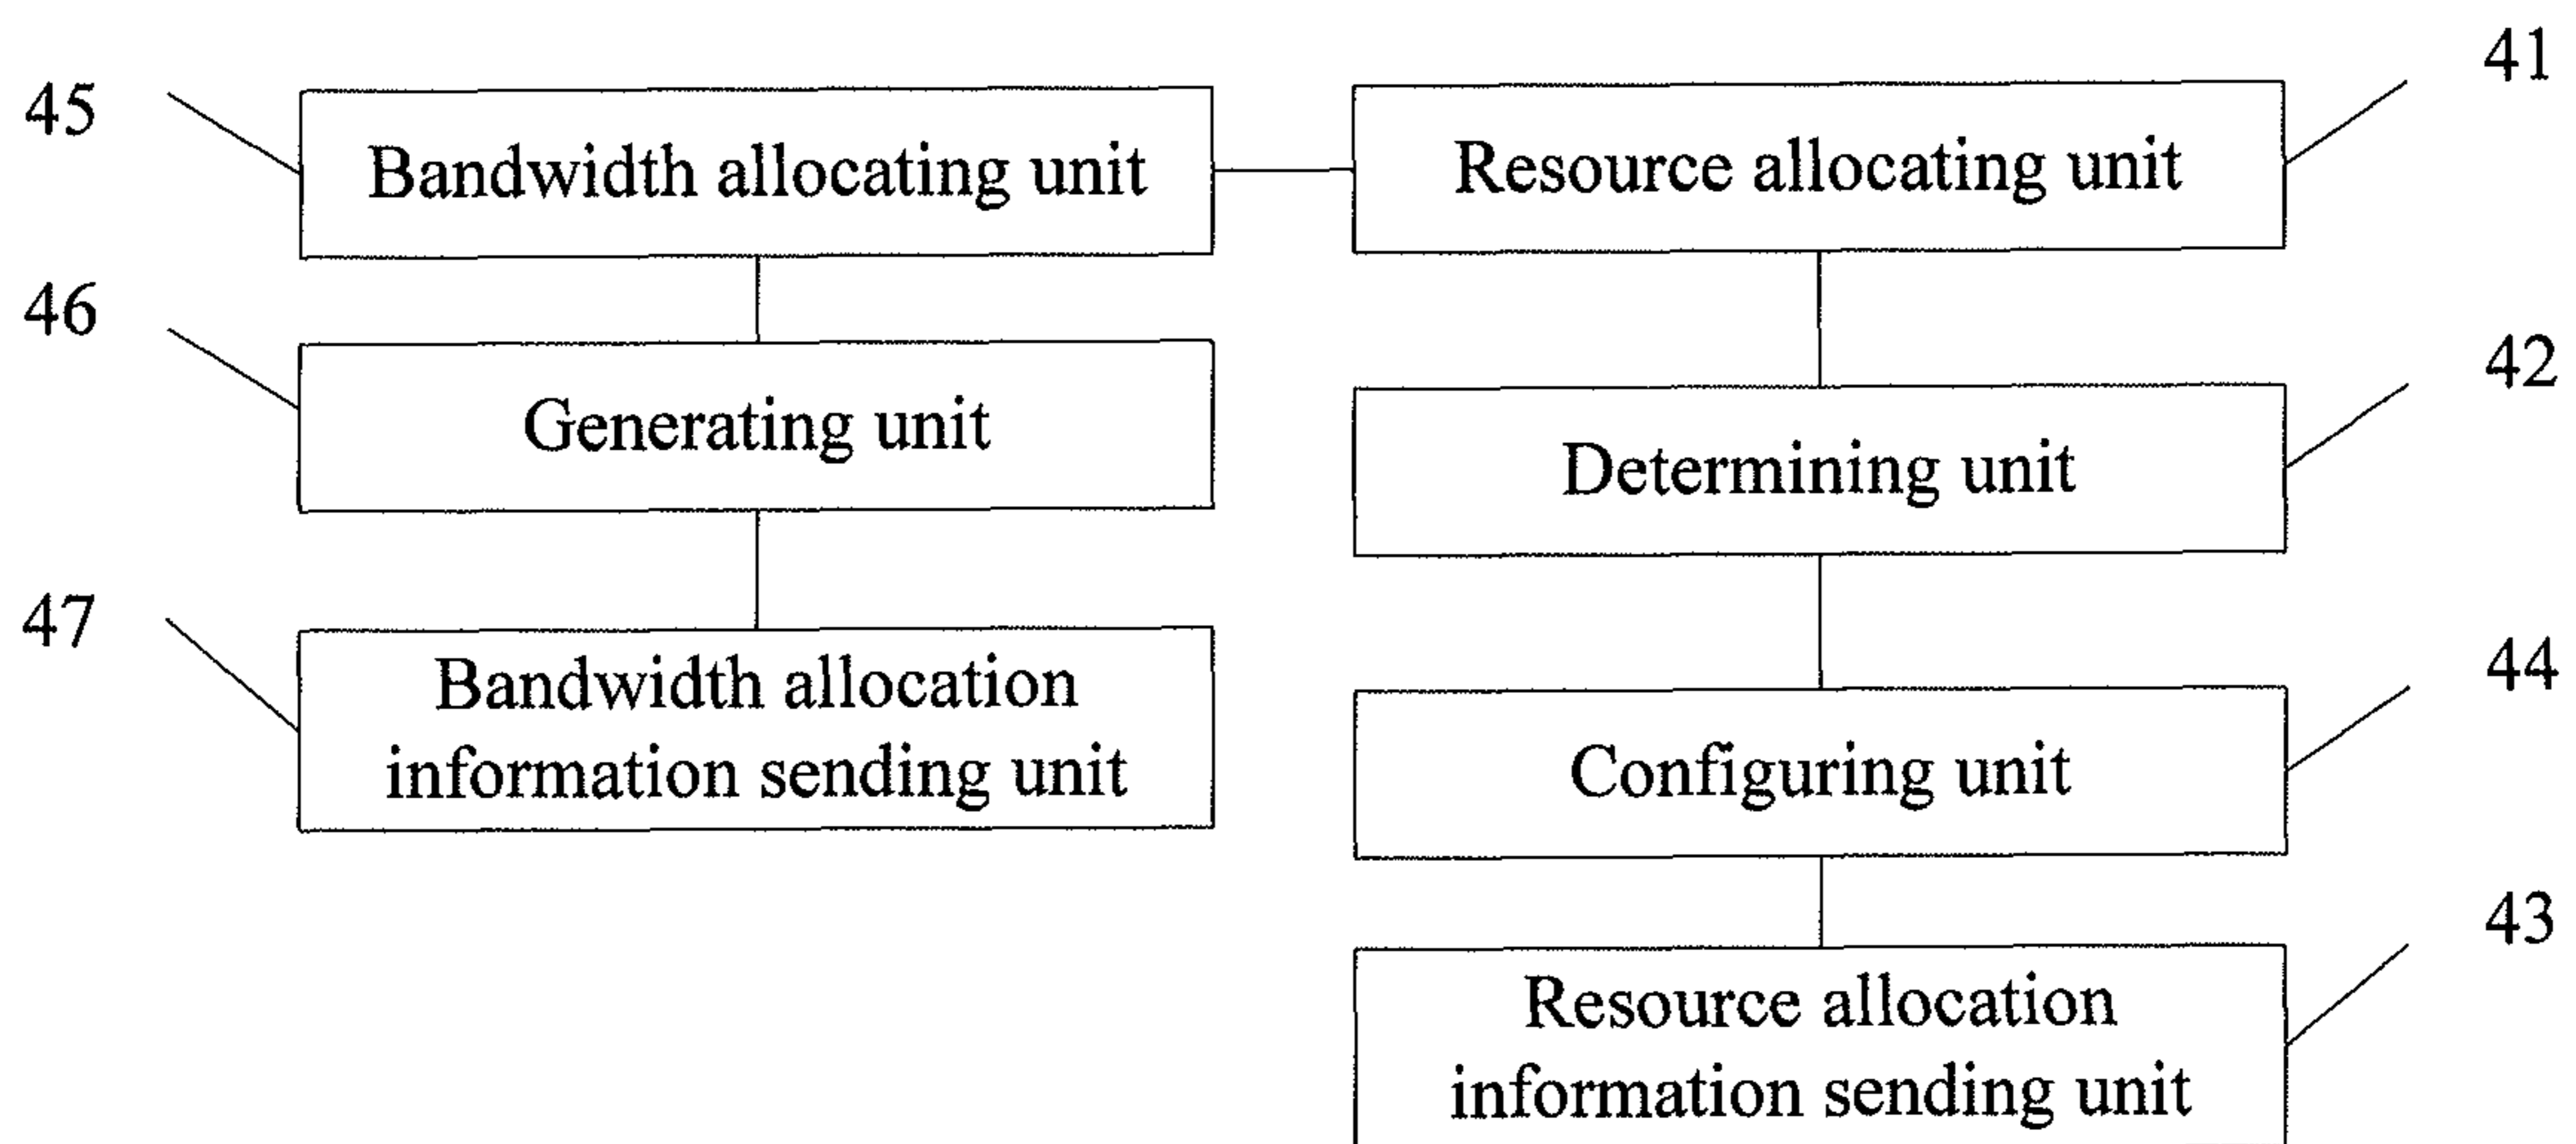 45
Bandwidth allocating unit
46
Generating unit
47
Bandwidth allocation
information sending unit
41
Resource allocating unit
42
Determining unit
44
Configuring unit
43
Resource allocation
information sending unit